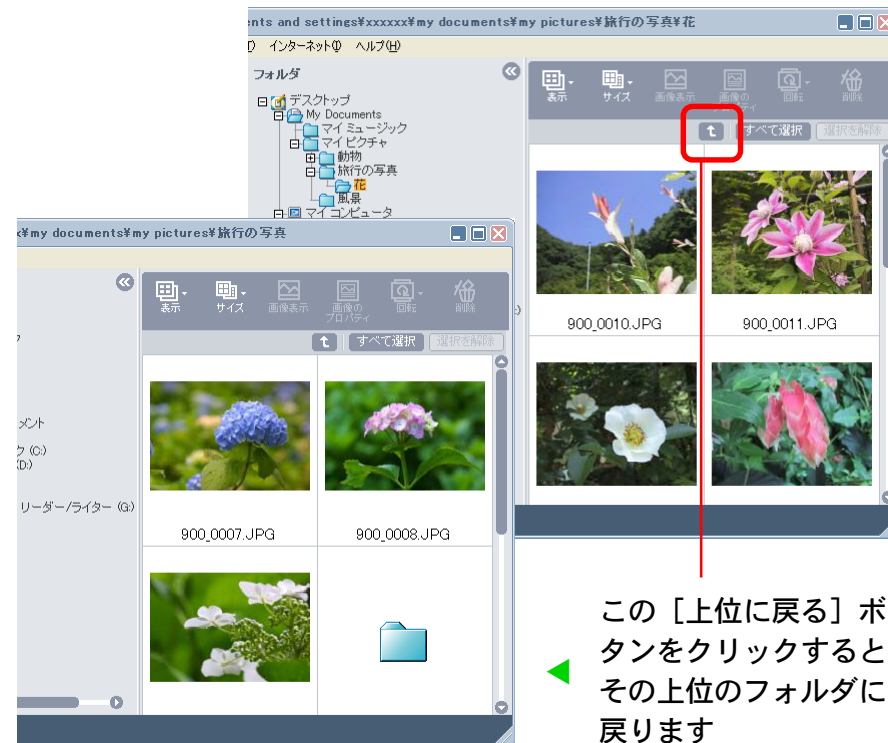 ents and settings¥xxxxxx¥my documents¥my pictures¥旅行の写真¥花
インターネット(I) ヘルプ(H)
フォルダ
デスクトップ
My Documents
マイ ミュージック
マイ ピクチャ
動物
旅行の写真
花
風景
マイ コンピュータ
表示 サイズ 画像表示 画像の 回転 削除
すべて選択 選択を解除
900_0010.JPG 900_0011.JPG
¥my documents¥my pictures¥旅行の写真
表示 サイズ 画像表示 画像の
プロパティ 回転 削除
すべて選択 選択を解除
メント
ク (C:)
(D:)
リーダー/ライター (G:)
900_0007.JPG 900_0008.JPG
この［上位に戻る］ボ
タンをクリックすると
その上位のフォルダに
戻ります